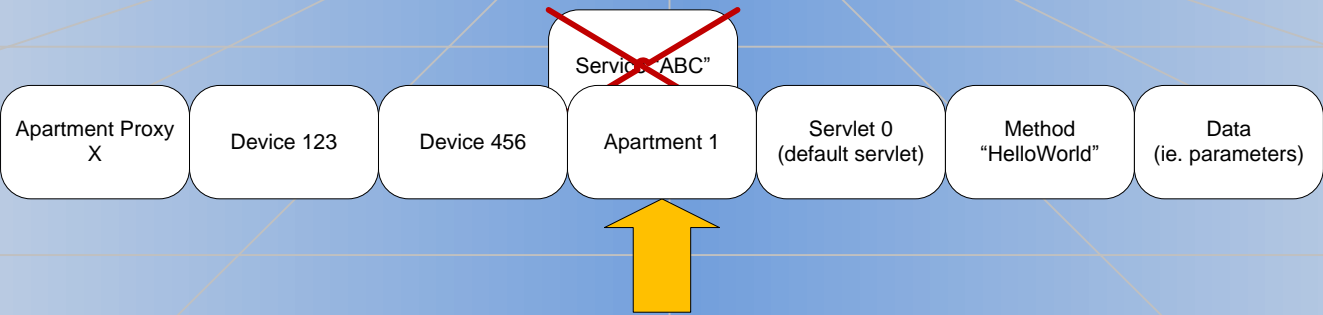 Service "ABC"
Apartment Proxy
X
Device 123
Device 456
Apartment 1
Servlet 0
(default servlet)
Method
“HelloWorld”
Data
(ie. parameters)